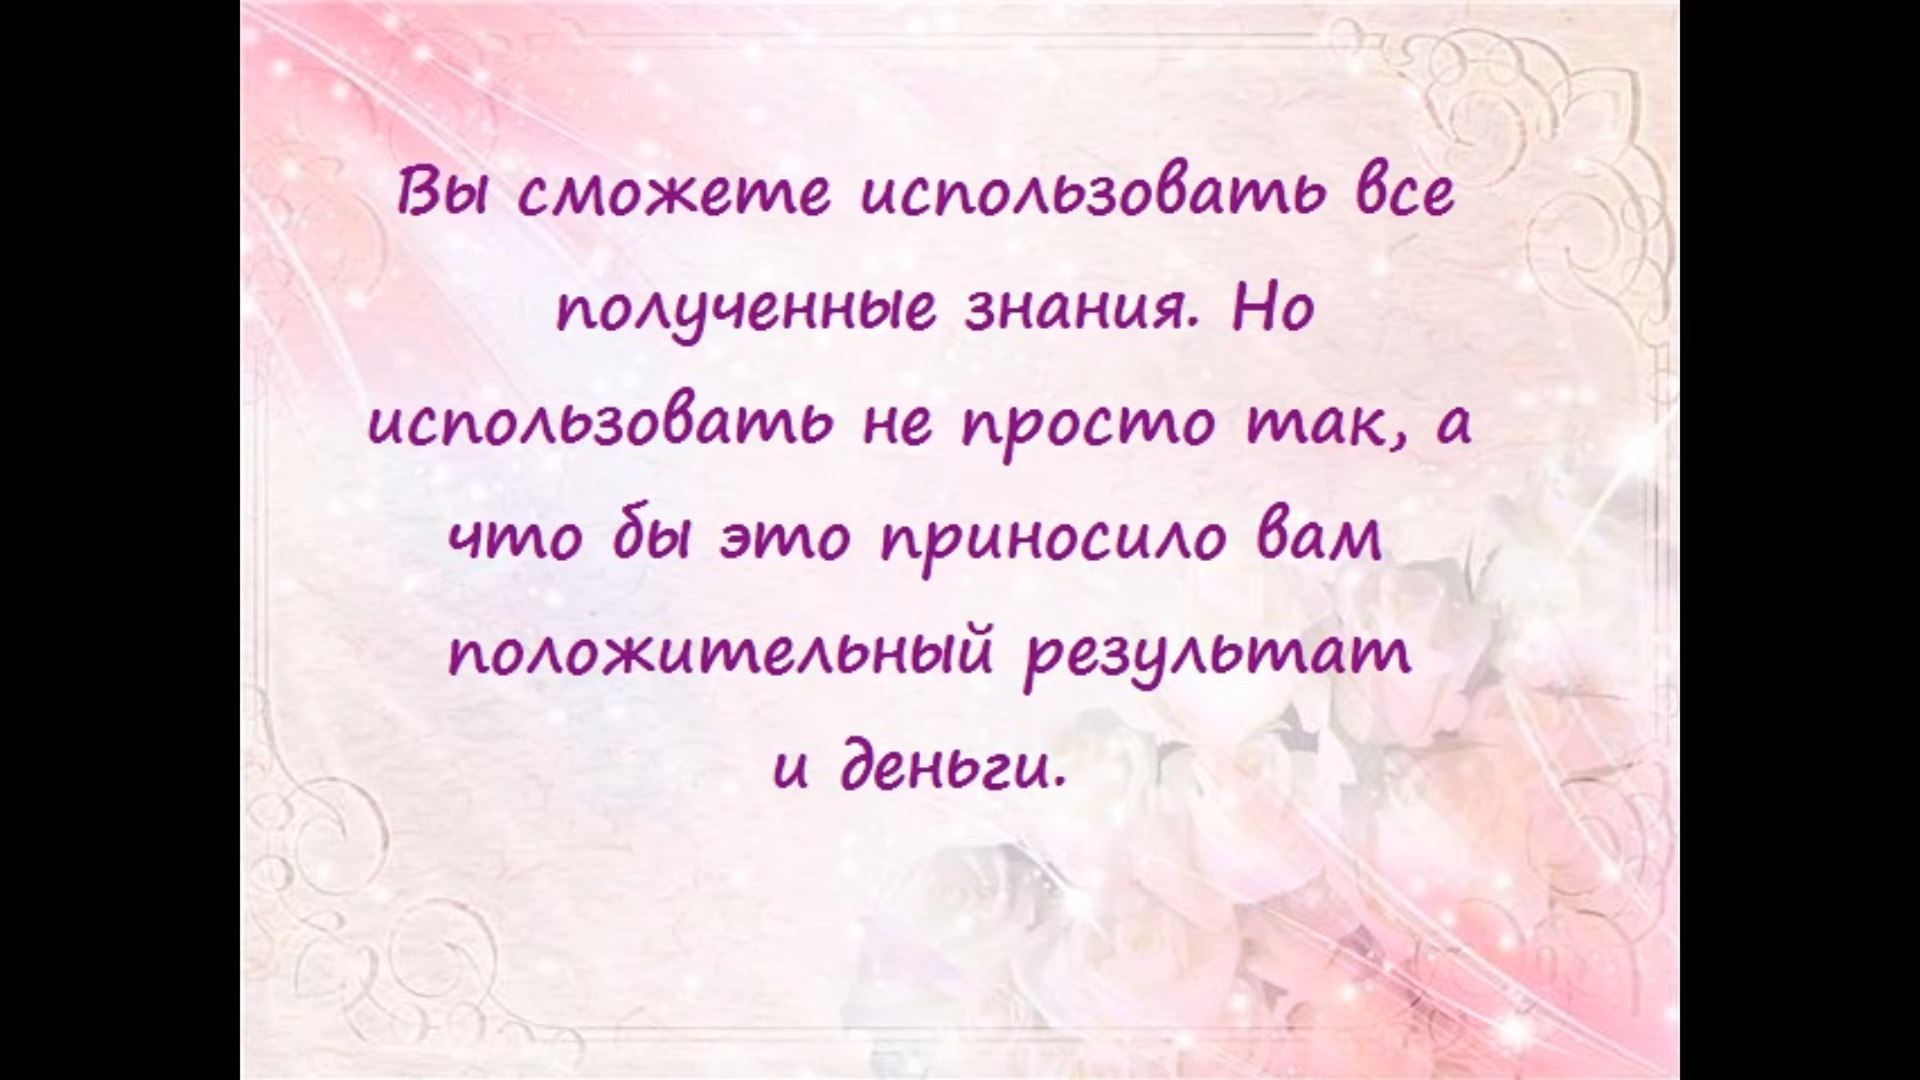 Вы сможете использовать все
полученные знания. Но
использовать не просто так, а
что бы это приносило вам
положительный результат
и деньги.